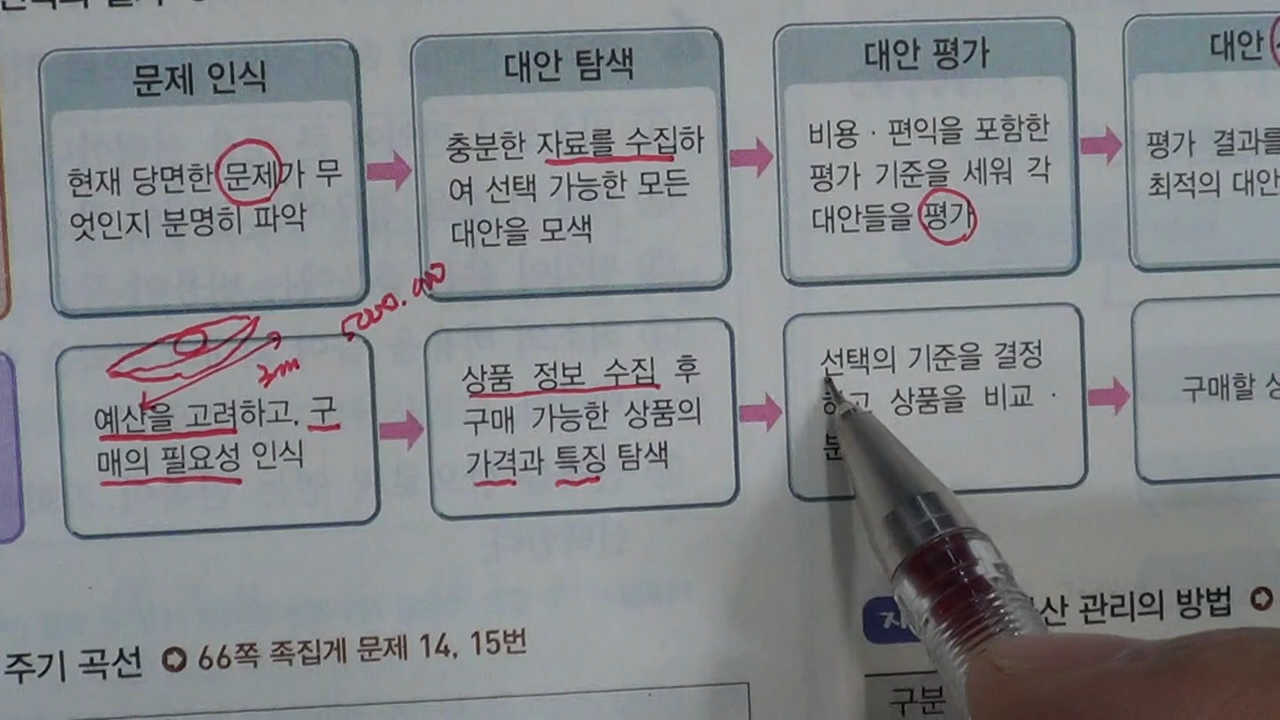 문제 인식
현재 당면한 문제가 무
엇인지 분명히 파악
대안 탐색
충분한 자료를 수집하
여 선택 가능한 모든
대안을 모색
대안 평가
비용 · 편익을 포함한
평가 기준을 세워 각
대안들을 평가
대안
평가 결과를
최적의 대안
3m
예산을 고려하고, 구
매의 필요성 인식
상품 정보 수집 후
구매 가능한 상품의
가격과 특징 탐색
선택의 기준을 결정
하고 상품을 비교 ·
구매할
주기 곡선 66쪽 족집게 문제 14, 15번
관리의 방법
구분